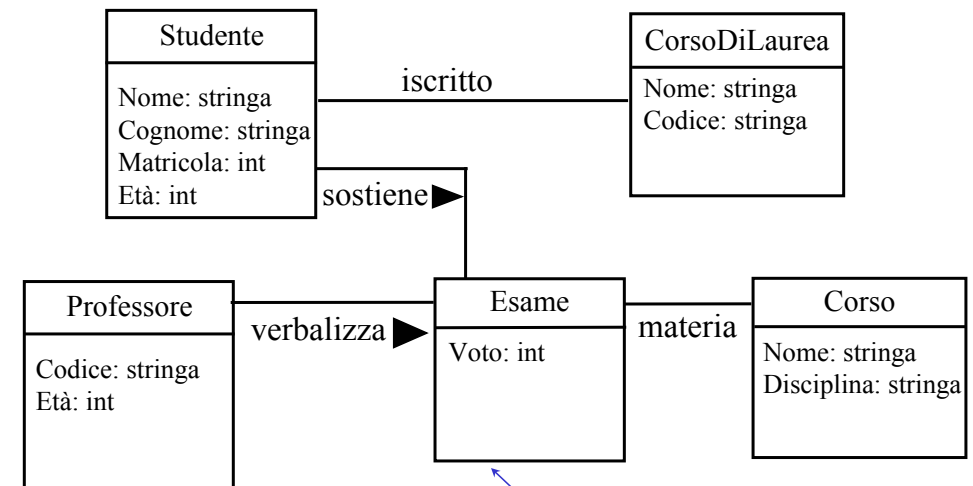 Studente
Nome: stringa
Cognome: stringa
Matricola: int
Età: int
iscritto
CorsoDiLaurea
Nome: stringa
Codice: stringa
sostiene
Professore
Codice: stringa
Età: int
verbalizza
Esame
Voto: int
materia
Corso
Nome: stringa
Disciplina: stringa